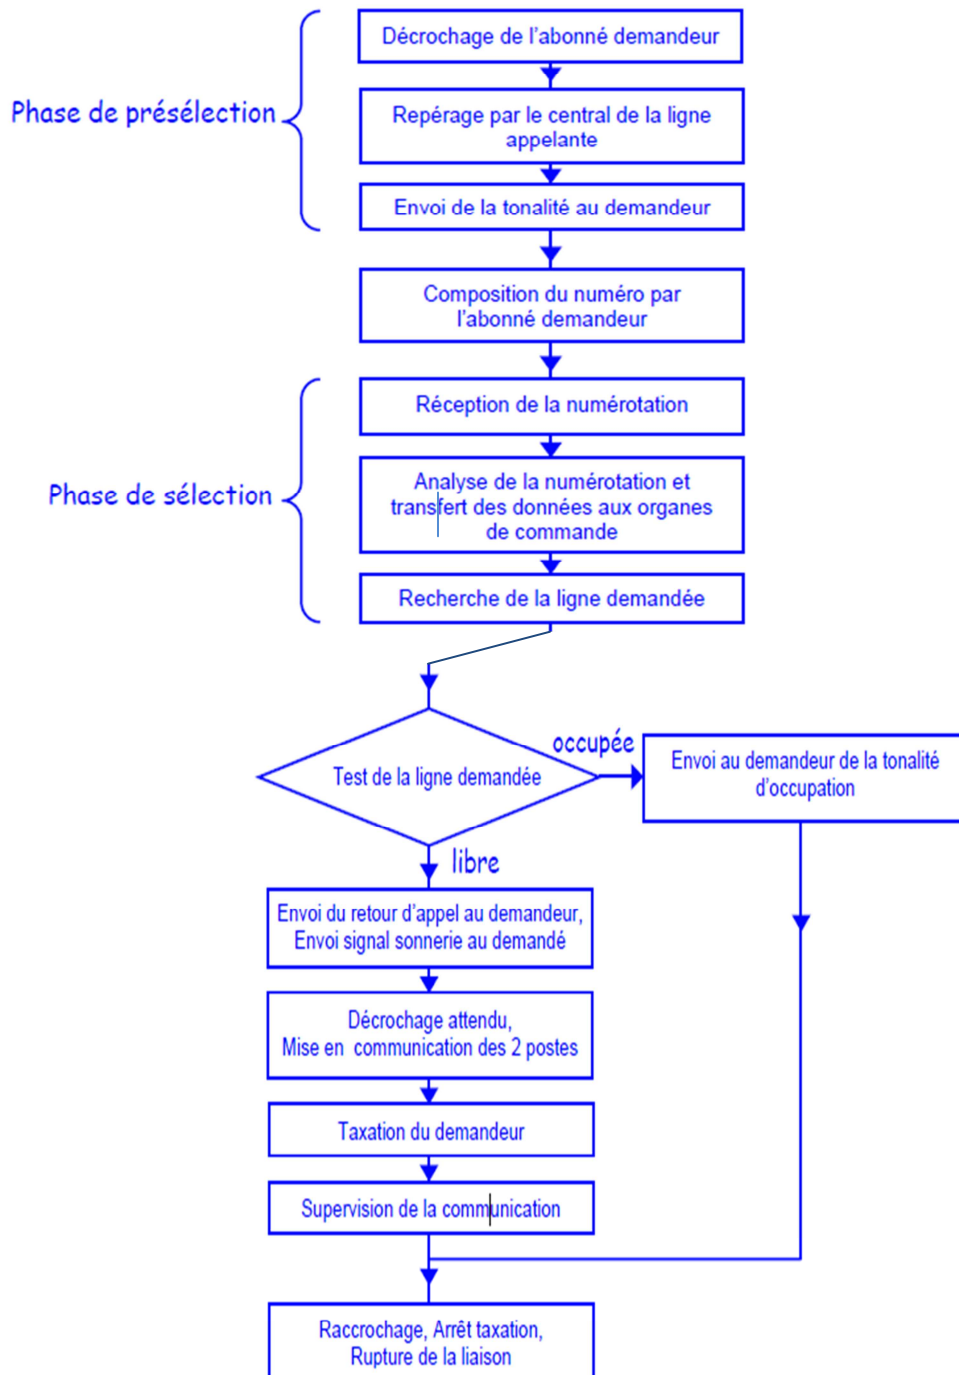 Décrochage de l'abonné demandeur
Phase de présélection
Repérage par le central de la ligne
appelante
Envoi de la tonalité au demandeur
Composition du numéro par
l'abonné demandeur
Réception de la numérotation
Phase de sélection
Analyse de la numérotation et
transfert des données aux organes
de commande
Recherche de la ligne demandée
Test de la ligne demandée
occupée
Envoi au demandeur de la tonalité
d'occupation
libre
Envoi du retour d'appel au demandeur,
Envoi signal sonnerie au demandé
Décrochage attendu,
Mise en communication des 2 postes
Taxation du demandeur
Supervision de la communication
Raccrochage, Arrêt taxation,
Rupture de la liaison